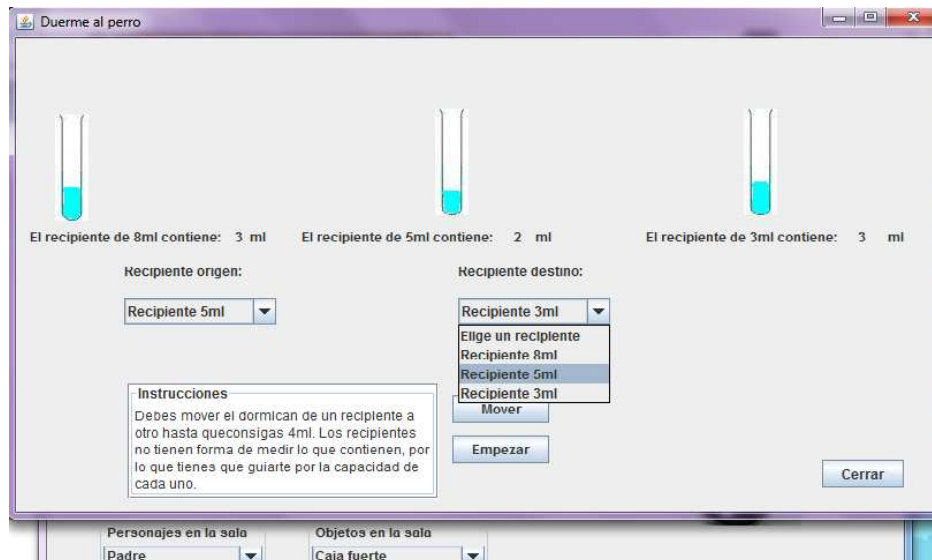 Duerme al perro
El recipiente de 8ml contiene: 3 ml
El recipiente de 5ml contiene: 2 ml
El recipiente de 3ml contiene: 3 ml
Recipiente origen:
Recipiente destino:
Recipiente 5ml
Recipiente 3ml
Elige un recipiente
Recipiente 8ml
Recipiente 5ml
Recipiente 3ml
Instrucciones
Debes mover el dormican de un recipiente a
otro hasta queconsigas 4ml. Los recipientes
no tienen forma de medir lo que contienen, por
lo que tienes que guiarte por la capacidad de
cada uno.
Mover
Empezar
Cerrar
Personajes en la sala
Objetos en la sala
Padre
Caja fuerte